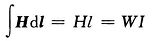 ∫Hdl = Hl = WI